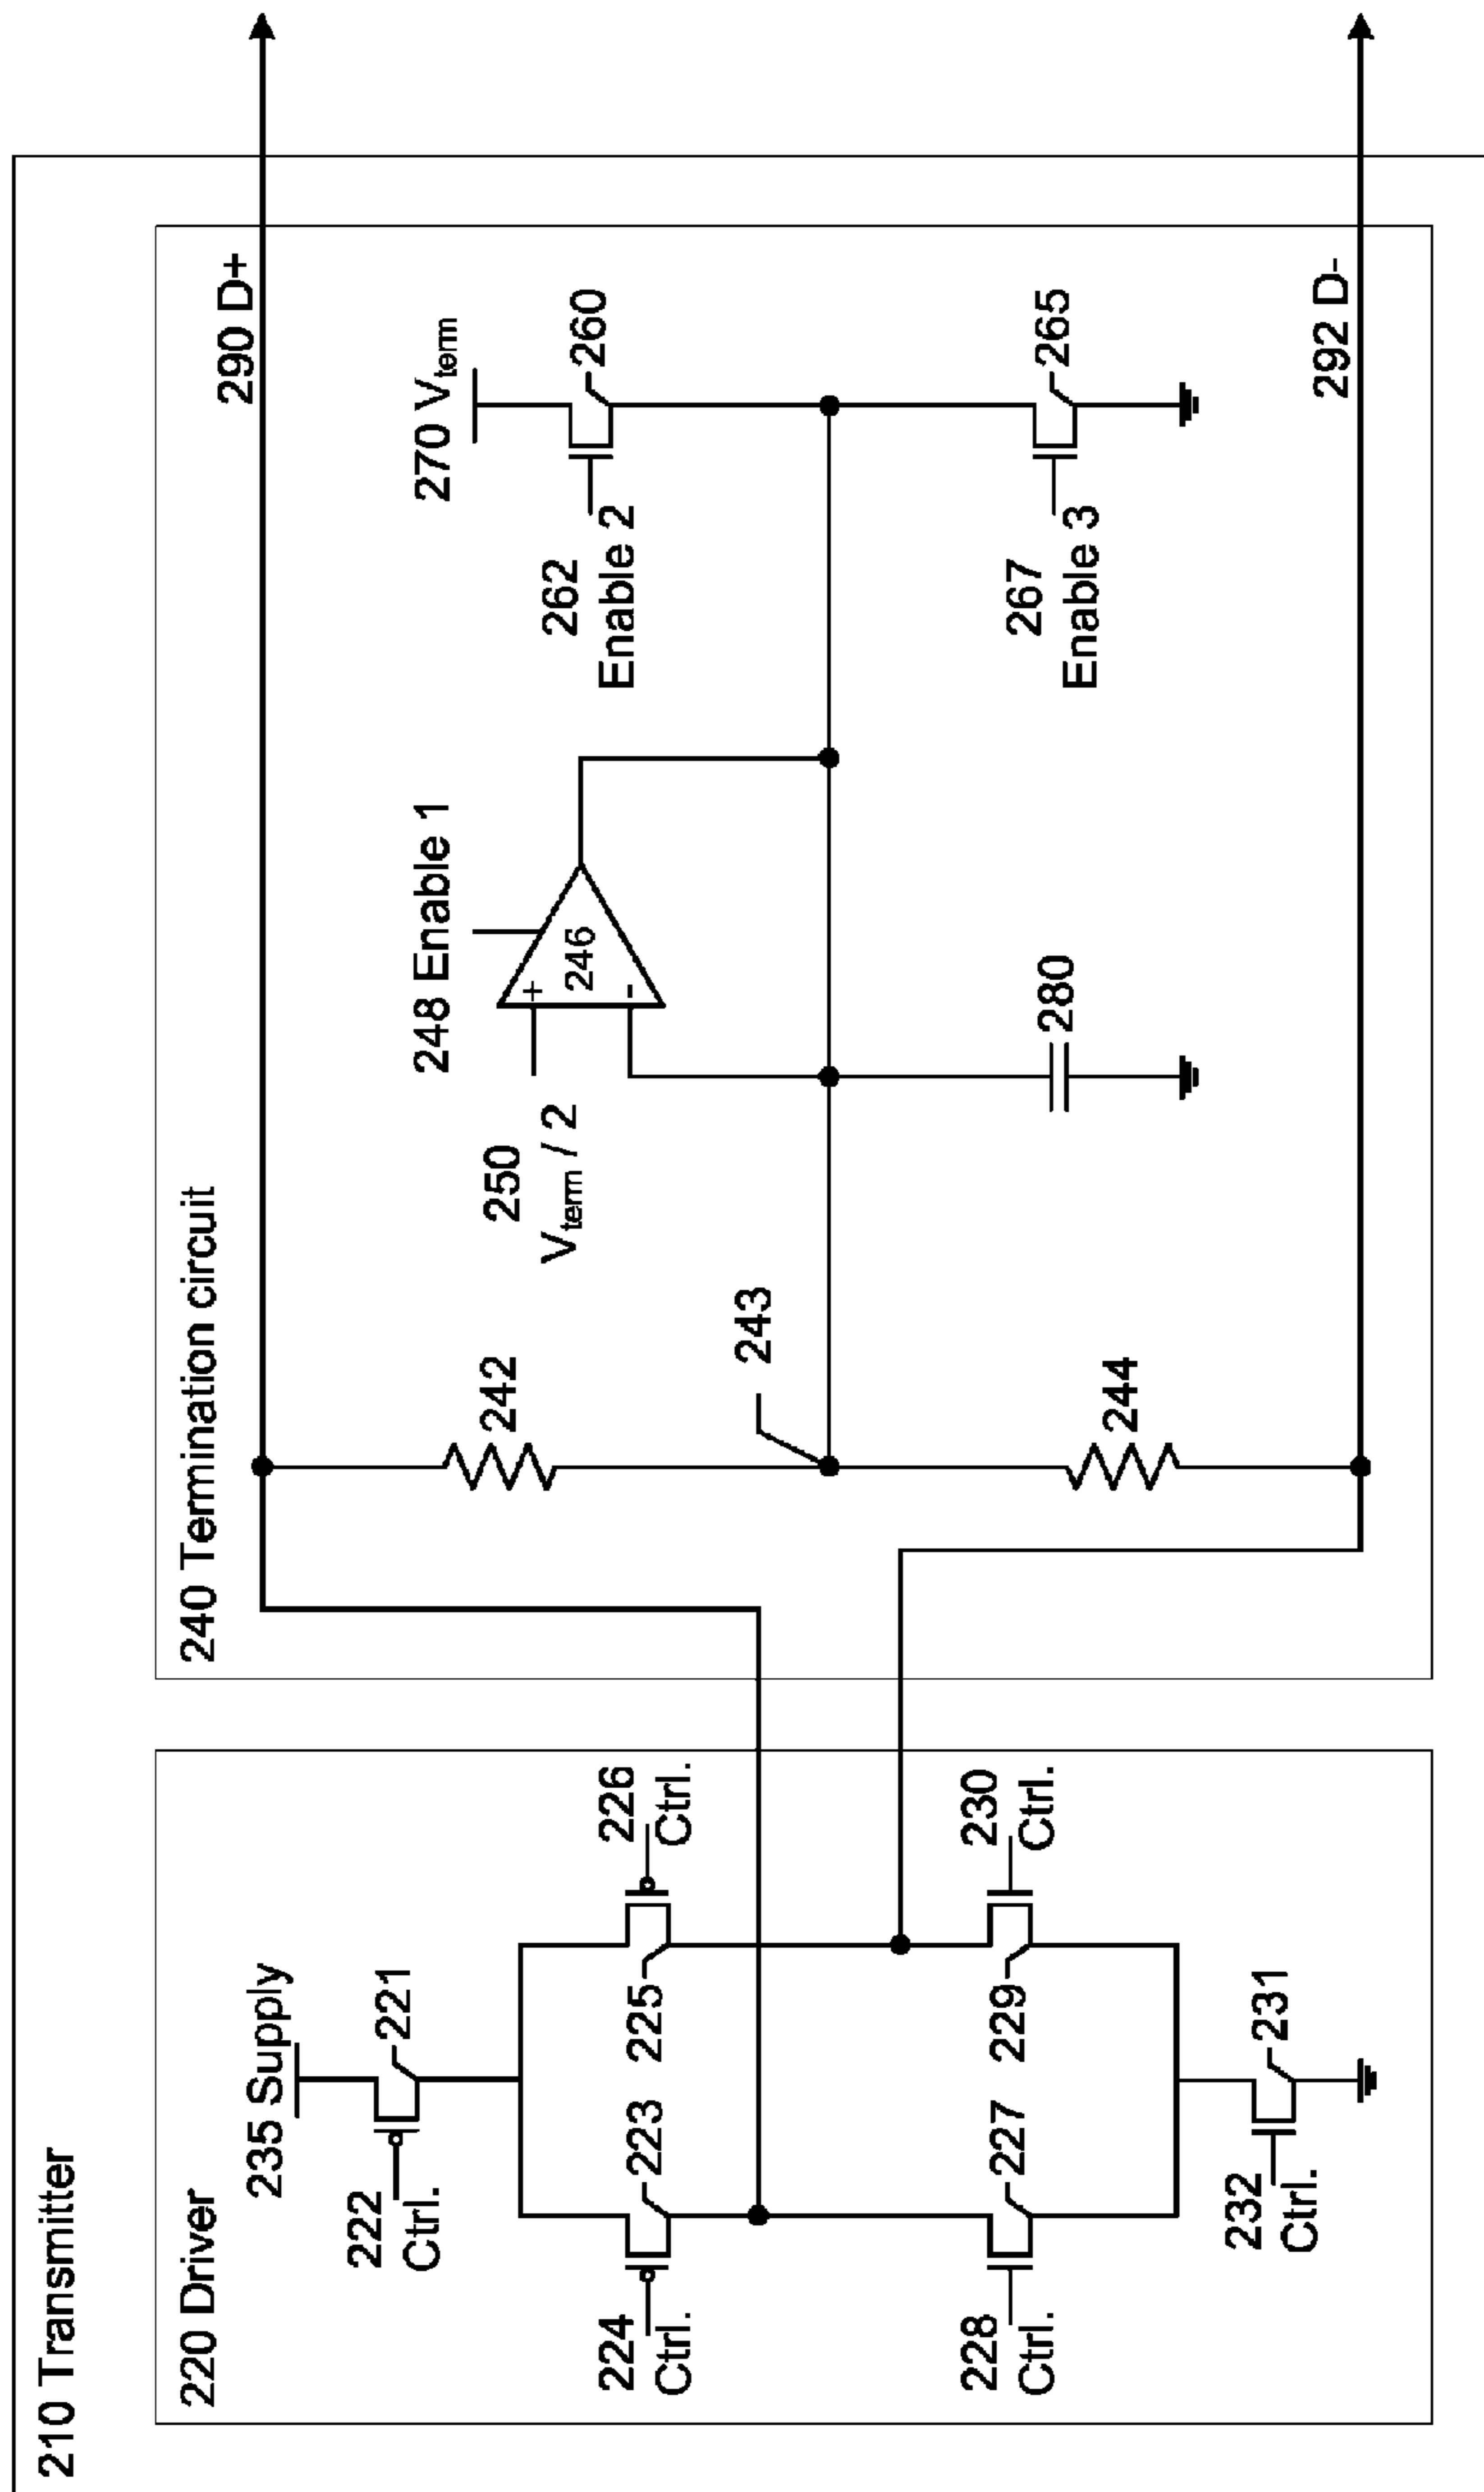 210 Transmitter
220 Driver
235 Supply
221
222
Ctrl.
223
224
Ctrl.
225
226
Ctrl.
227
228
Ctrl.
229
230
Ctrl.
231
232
Ctrl.
240 Termination circuit
242
243
244
250
Vterm / 2
248 Enable 1
+
246
-
280
270 Vterm
260
262
Enable 2
265
267
Enable 3
290 D+
292 D-